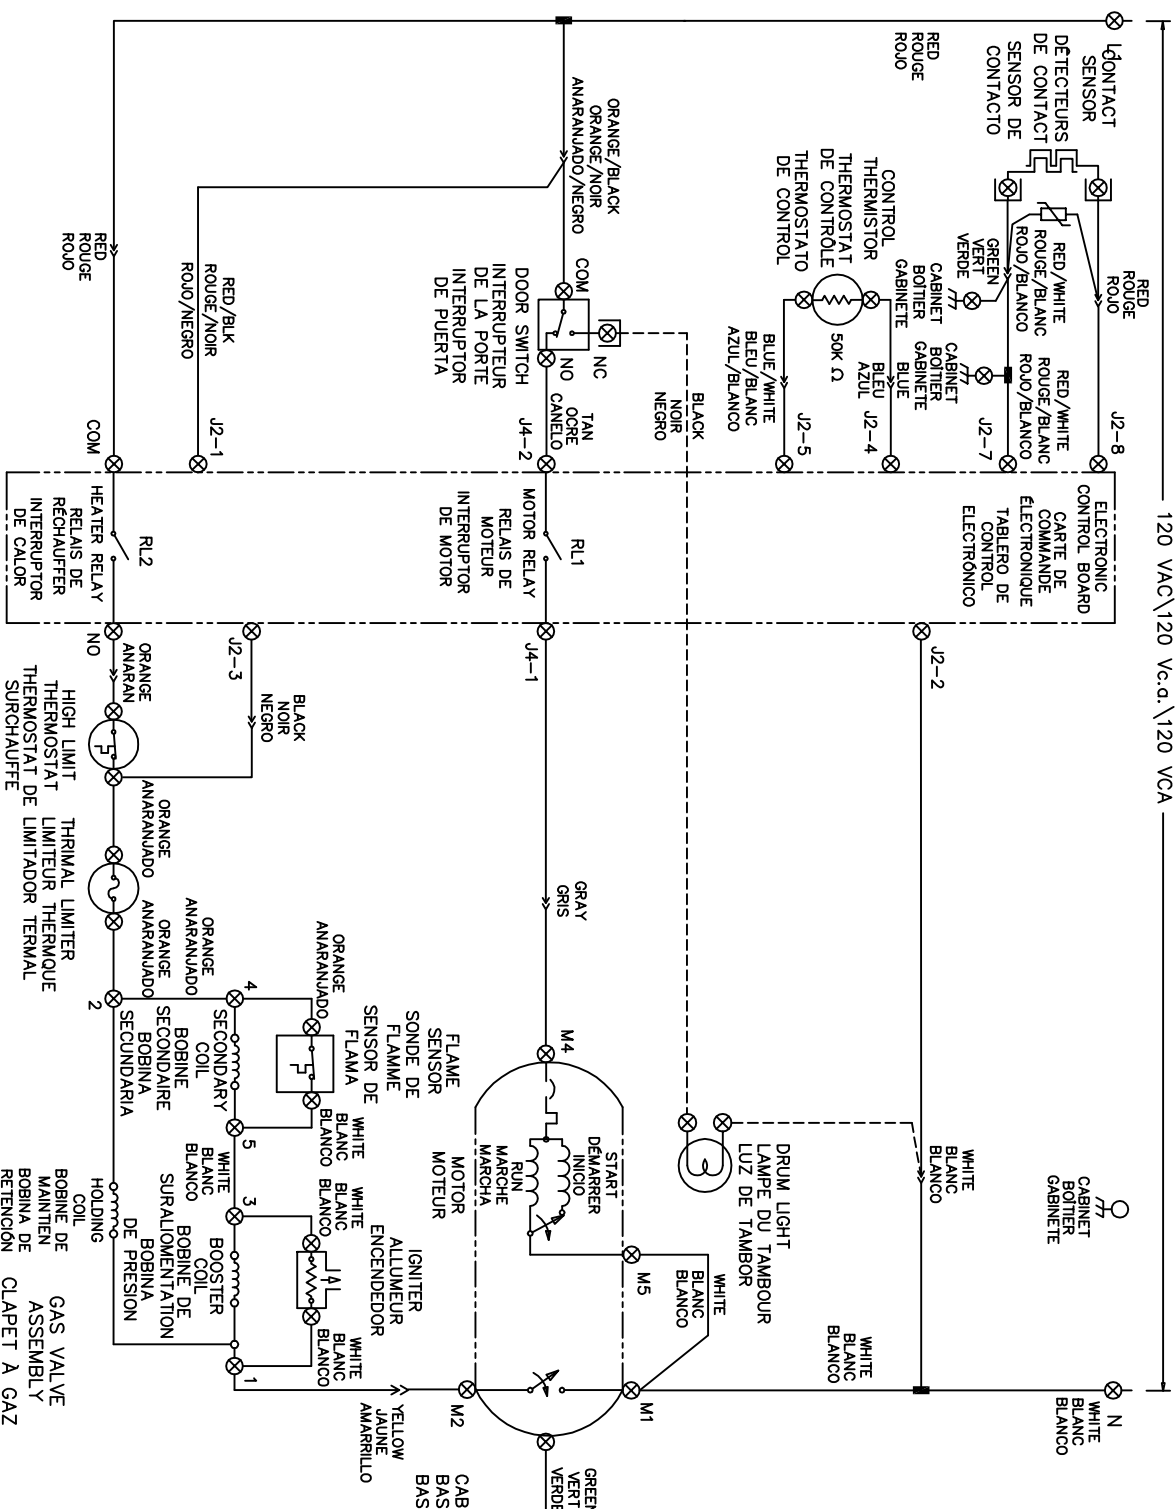 120 VAC\120 Vc.a.\120 VCA
L1
CONTACT
SENSOR
DÉTECTEURS
DE CONTACT
SENSOR DE
CONTACTO
RED
ROUGE
ROJO
RED
ROUGE
ROJO
J2-8
RED/WHITE
ROUGE/BLANC
ROJO/BLANCO
RED/WHITE
ROUGE/BLANC
ROJO/BLANCO
J2-7
GREEN
VERT
VERDE
CABINET
BOÎTIER
GABINETE
CABINET
BOÎTIER
GABINETE
CONTROL
THERMISTOR
THERMOSTAT
DE CONTRÔLE
THERMOSTATO
DE CONTROL
50K Ω
BLUE
BLEU
AZUL
J2-4
BLUE/WHITE
BLEU/BLANC
AZUL/BLANCO
J2-5
ELECTRONIC
CONTROL BOARD
CARTE DE
COMMANDE
ÉLECTRONIQUE
TABLERO DE
CONTROL
ELECTRÓNICO
J2-2
WHITE
BLANC
BLANCO
CABINET
BOÎTIER
GABINETE
WHITE
BLANC
BLANCO
N
WHITE
BLANC
BLANCO
ORANGE/BLACK
ORANGE/NOIR
ANARANJADO/NEGRO
COM
NC
NO
DOOR SWITCH
INTERRUPTEUR
DE LA PORTE
INTERRUPTOR
DE PUERTA
BLACK
NOIR
NEGRO
TAN
OCRE
CANELO
J4-2
RL1
MOTOR RELAY
RELAIS DE
MOTEUR
INTERRUPTOR
DE MOTOR
J4-1
GRAY
GRIS
M4
START
DÉMARRER
INICIO
RUN
MARCHE
MARCHA
MOTOR
MOTEUR
DRUM LIGHT
LAMPE DU TAMBOUR
LUZ DE TAMBOR
M5
WHITE
BLANC
BLANCO
M1
M2
GREEN
VERT
VERDE
CAB
BAS
BAS
YELLOW
JAUNE
AMARRILLO
RED/BLK
ROUGE/NOIR
ROJO/NEGRO
J2-1
RED
ROUGE
ROJO
COM
RL2
HEATER RELAY
RELAIS DE
RÉCHAUFFER
INTERRUPTOR
DE CALOR
NO
J2-3
BLACK
NOIR
NEGRO
ORANGE
ANARAN
HIGH LIMIT
THERMOSTAT
THERMOSTAT DE
SURCHAUFFE
ORANGE
ANARANJADO
THRIMAL LIMITER
LIMITEUR THERMQUE
LIMITADOR TERMAL
ORANGE
ANARANJADO
2
ORANGE
ANARANJADO
4
ORANGE
ANARANJADO
FLAME
SENSOR
SONDE DE
FLAMME
SENSOR DE
FLAMA
WHITE
BLANC
BLANCO
SECONDARY
COIL
BOBINE
SECONDAIRE
BOBINA
SECUNDARIA
5
WHITE
BLANC
BLANCO
3
WHITE
BLANC
BLANCO
IGNITER
ALLUMEUR
ENCENDEDOR
WHITE
BLANC
BLANCO
BOOSTER
COIL
BOBINE DE
SURALIOMENTATION
BOBINA
DE PRESION
1
HOLDING
COIL
BOBINE DE
MAINTIEN
BOBINA DE
RETENCIÓN
GAS VALVE
ASSEMBLY
CLAPET À GAZ